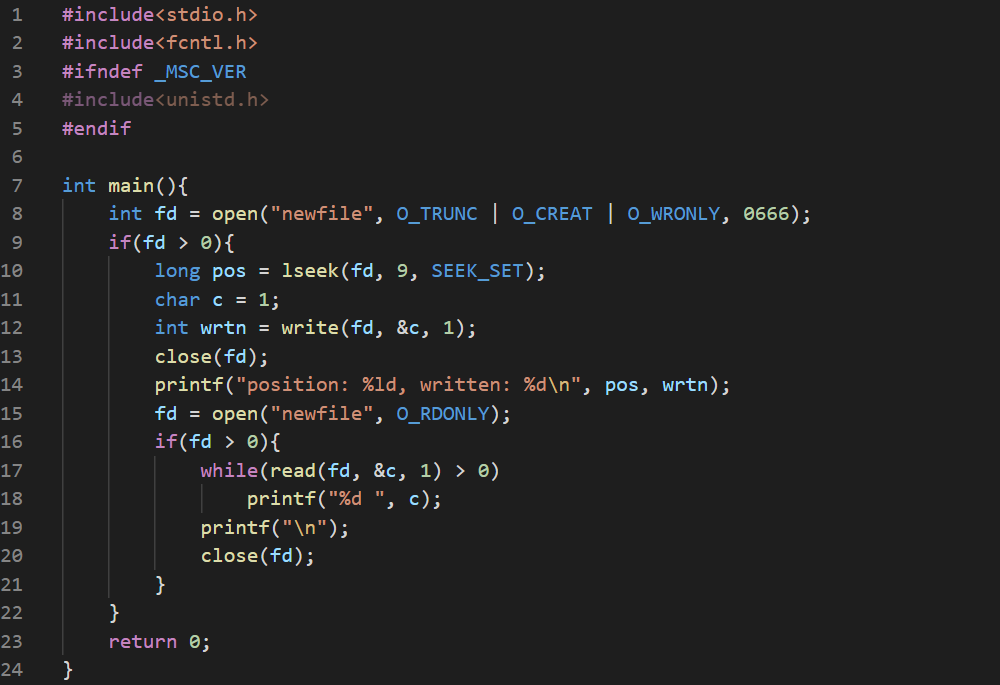 1 #include<stdio.h>
2 #include<fcntl.h>
3 #ifndef _MSC_VER
4 #include<unistd.h>
5 #endif
6
7 int main(){
8     int fd = open("newfile", O_TRUNC | O_CREAT | O_WRONLY, 0666);
9     if(fd > 0){
10         long pos = lseek(fd, 9, SEEK_SET);
11         char c = 1;
12         int wrtn = write(fd, &c, 1);
13         close(fd);
14         printf("position: %ld, written: %d\n", pos, wrtn);
15         fd = open("newfile", O_RDONLY);
16         if(fd > 0){
17             while(read(fd, &c, 1) > 0)
18                 printf("%d ", c);
19             printf("\n");
20             close(fd);
21         }
22     }
23     return 0;
24 }